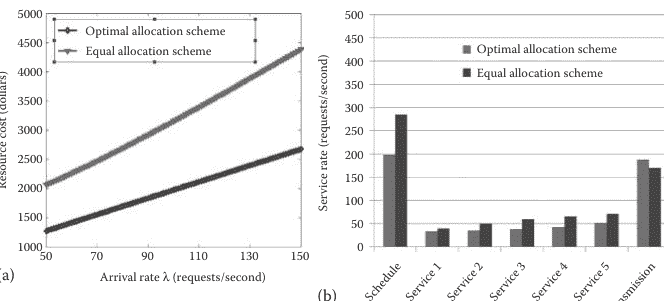 5000
4500
4000
3500
3000
2500
2000
1500
1000
Resource cost (dollars)
Optimal allocation scheme
Equal allocation scheme
50 70 90 110 130 150
Arrival rate λ (requests/second)
(a)
500
450
400
350
300
250
200
150
100
50
0
Service rate (requests/second)
Optimal allocation scheme
Equal allocation scheme
Schedule
Service 1
Service 2
Service 3
Service 4
Service 5
(b)